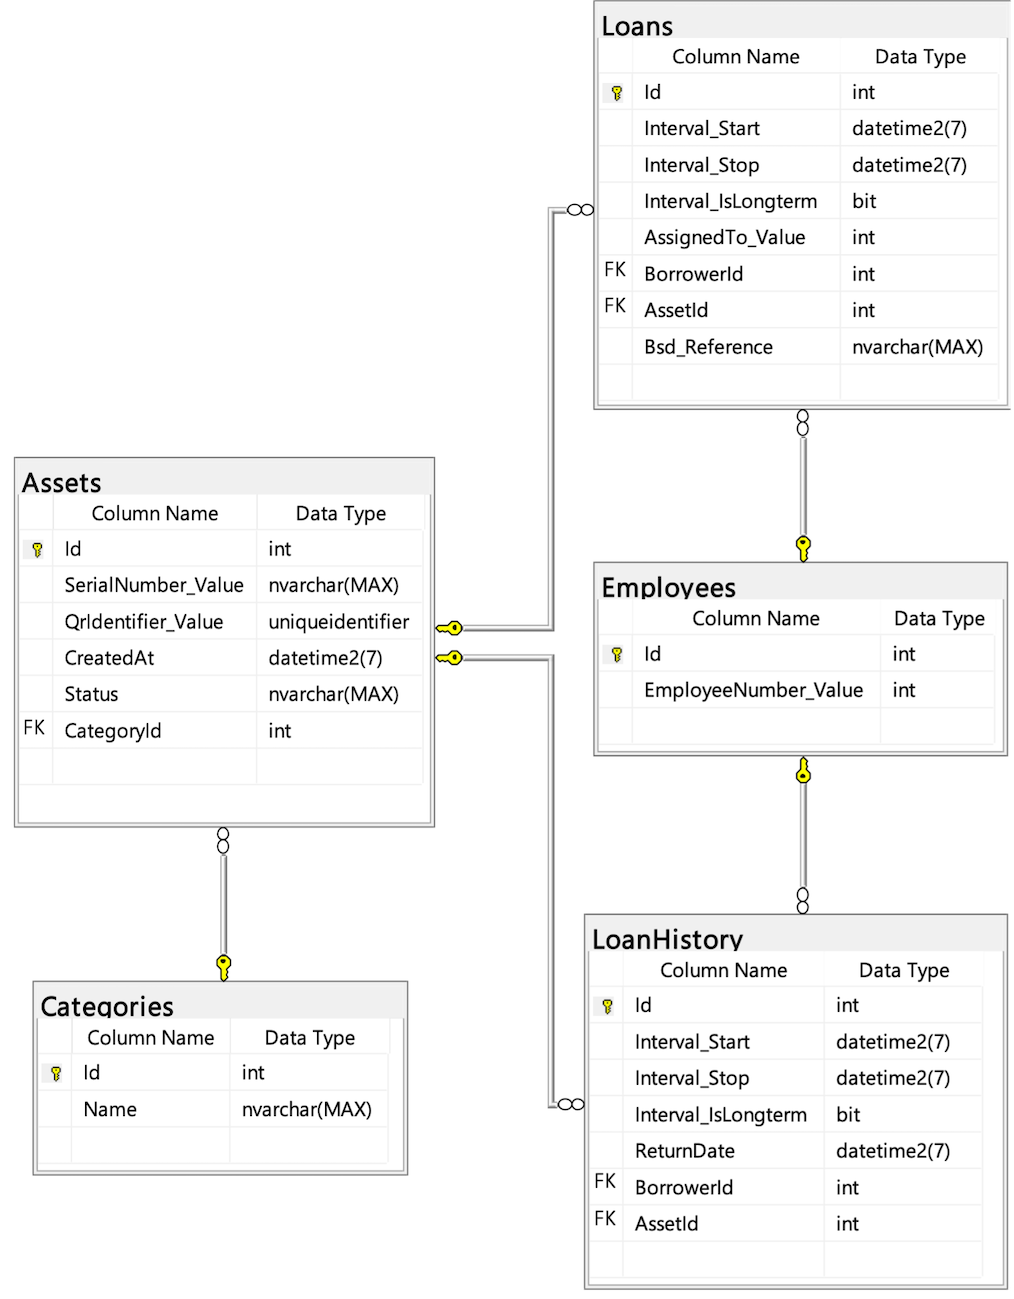 Loans
Column Name Data Type
Id int
Interval_Start datetime2(7)
Interval_Stop datetime2(7)
Interval_IsLongterm bit
AssignedTo_Value int
FK BorrowerId int
FK AssetId int
Bsd_Reference nvarchar(MAX)
Assets
Column Name Data Type
Id int
SerialNumber_Value nvarchar(MAX)
QrIdentifier_Value uniqueidentifier
CreatedAt datetime2(7)
Status nvarchar(MAX)
FK CategoryId int
Employees
Column Name Data Type
Id int
EmployeeNumber_Value int
Categories
Column Name Data Type
Id int
Name nvarchar(MAX)
LoanHistory
Column Name Data Type
Id int
Interval_Start datetime2(7)
Interval_Stop datetime2(7)
Interval_IsLongterm bit
ReturnDate datetime2(7)
FK BorrowerId int
FK AssetId int